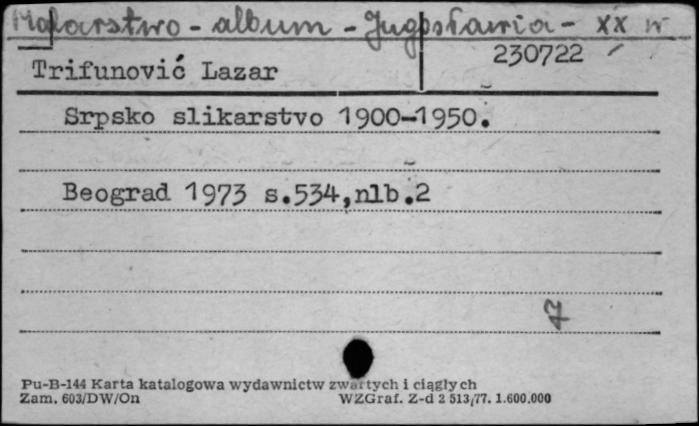 Malarstwo - album - Jugosławia - XX w
230722
Trifunović Lazar
Srpsko slikarstvo 1900-1950.
Beograd 1973 s.534,nlb.2
7
Pu-B-144 Karta katalogowa wydawnictw zwartych i ciągłych
Zam. 603/DW/On WZGraf. Z-d 2 513/77. 1.600.000